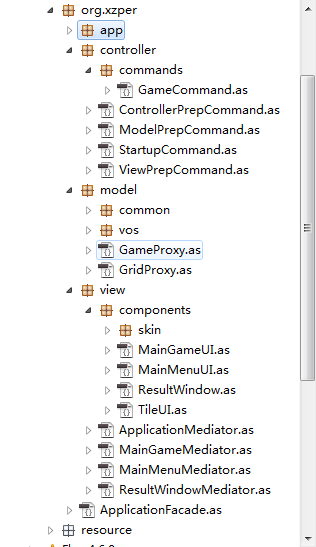 org.xzper
app
controller
commands
GameCommand.as
ControllerPrepCommand.as
ModelPrepCommand.as
StartupCommand.as
ViewPrepCommand.as
model
common
vos
GameProxy.as
GridProxy.as
view
components
skin
MainGameUI.as
MainMenuUI.as
ResultWindow.as
TileUI.as
ApplicationMediator.as
MainGameMediator.as
MainMenuMediator.as
ResultWindowMediator.as
ApplicationFacade.as
resource